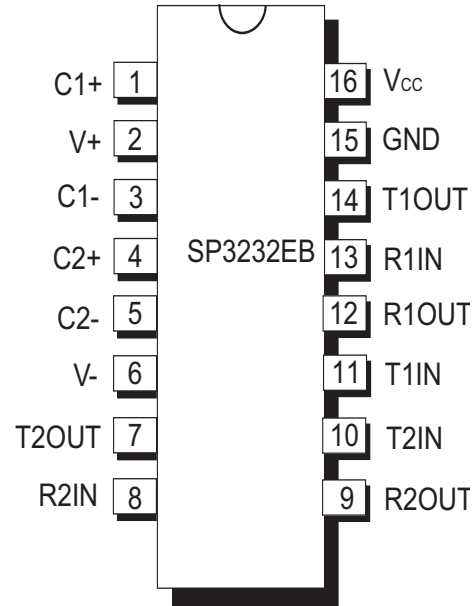 C1+ 1 16 Vcc
V+ 2 15 GND
C1- 3 14 T1OUT
C2+ 4 SP3232EB 13 R1IN
C2- 5 12 R1OUT
V- 6 11 T1IN
T2OUT 7 10 T2IN
R2IN 8 9 R2OUT